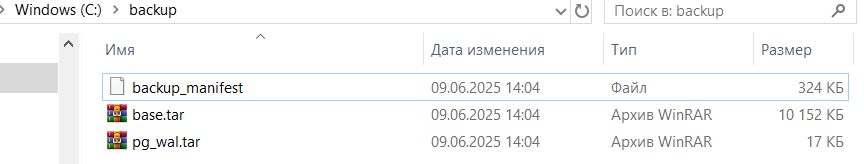 Windows (C:) > backup
Поиск в: backup
Имя Дата изменения Тип Размер
backup_manifest 09.06.2025 14:04 Файл 324 КБ
base.tar 09.06.2025 14:04 Архив WinRAR 10 152 КБ
pg_wal.tar 09.06.2025 14:04 Архив WinRAR 17 КБ